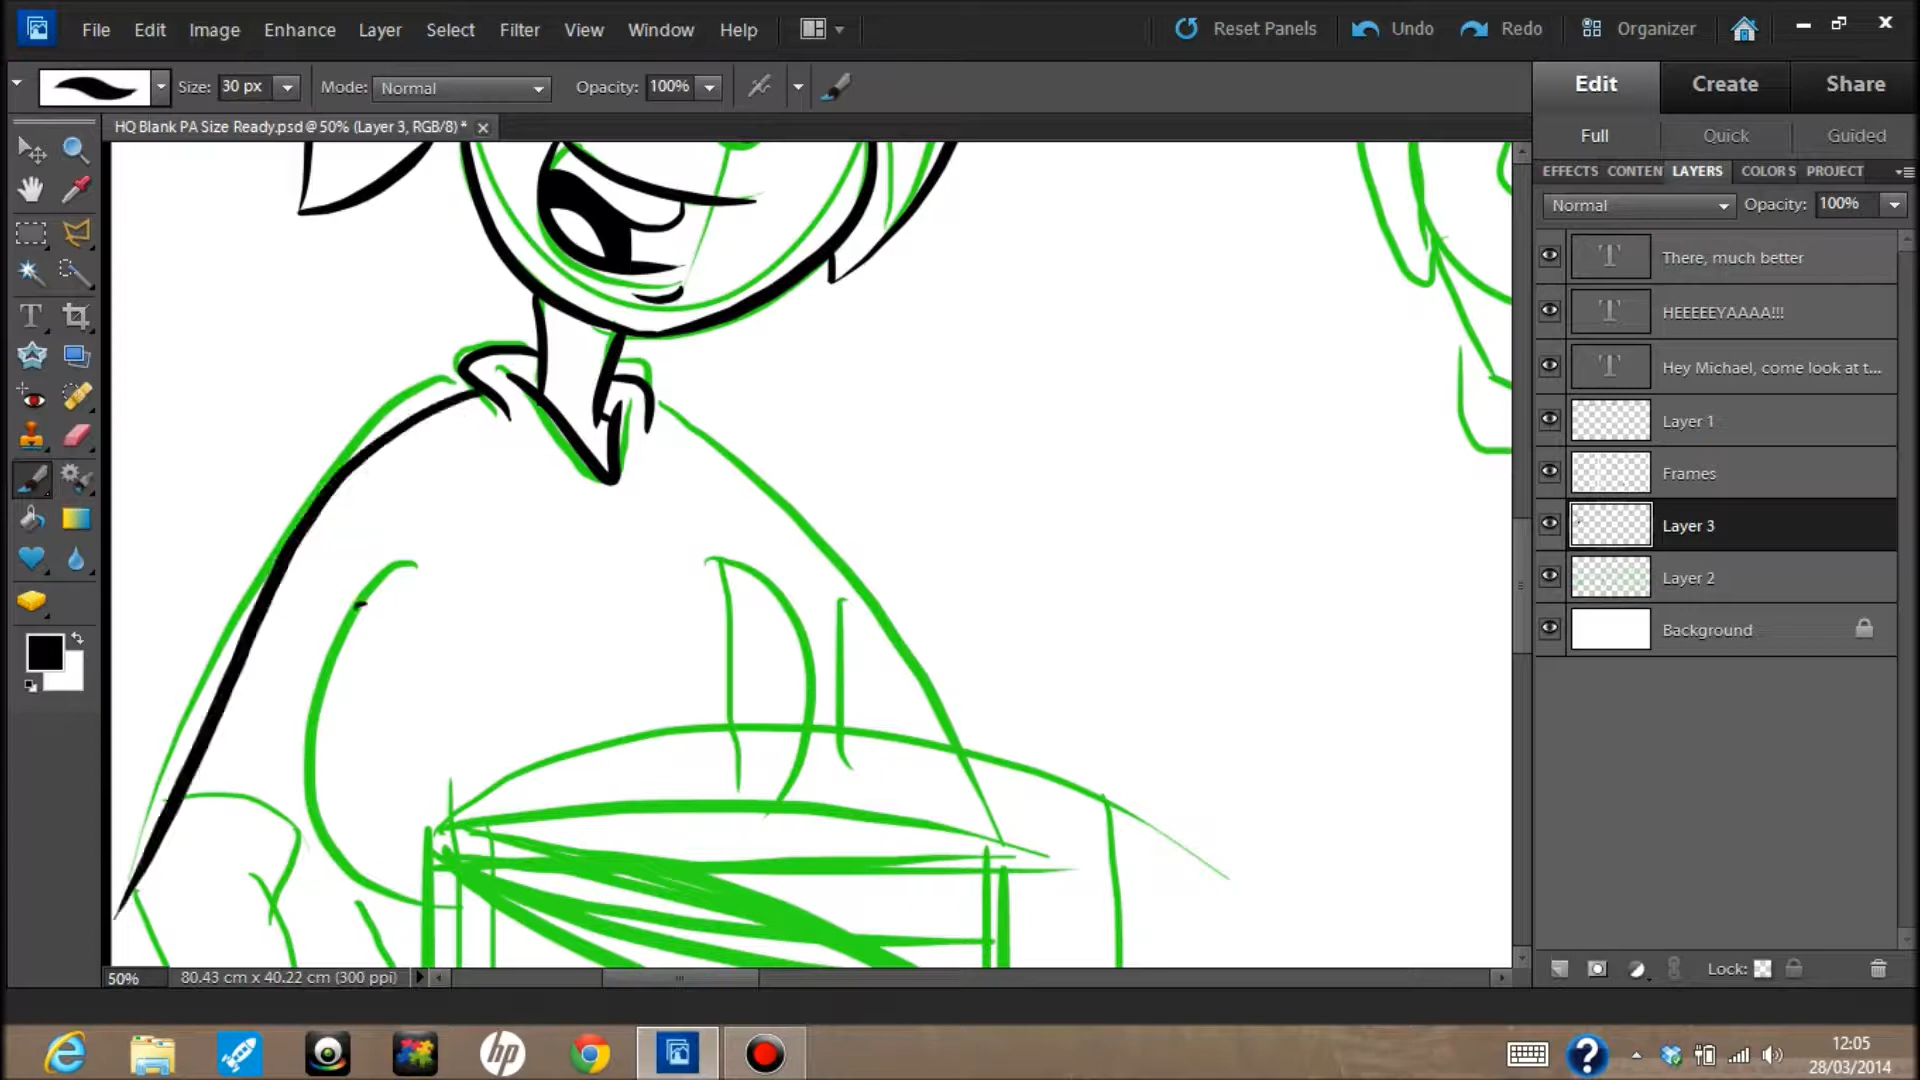 File Edit Image Enhance Layer Select Filter View Window Help Reset Panels Undo Redo Organizer
Size: 30 px Mode: Normal Opacity: 100%
Edit Create Share
HQ Blank PA Size Ready.psd @ 50% (Layer 3, RGB/8) *
Full Quick Guided
EFFECTS CONTEN LAYERS COLORS PROJECT
Normal Opacity: 100%
There, much better
HEEEEEYAAAA!!!
Hey Michael, come look at t...
Layer 1
Frames
Layer 3
Layer 2
Background
Lock:
50% 80.43 cm x 40.22 cm (300 ppi)
hp
12:05
28/03/2014